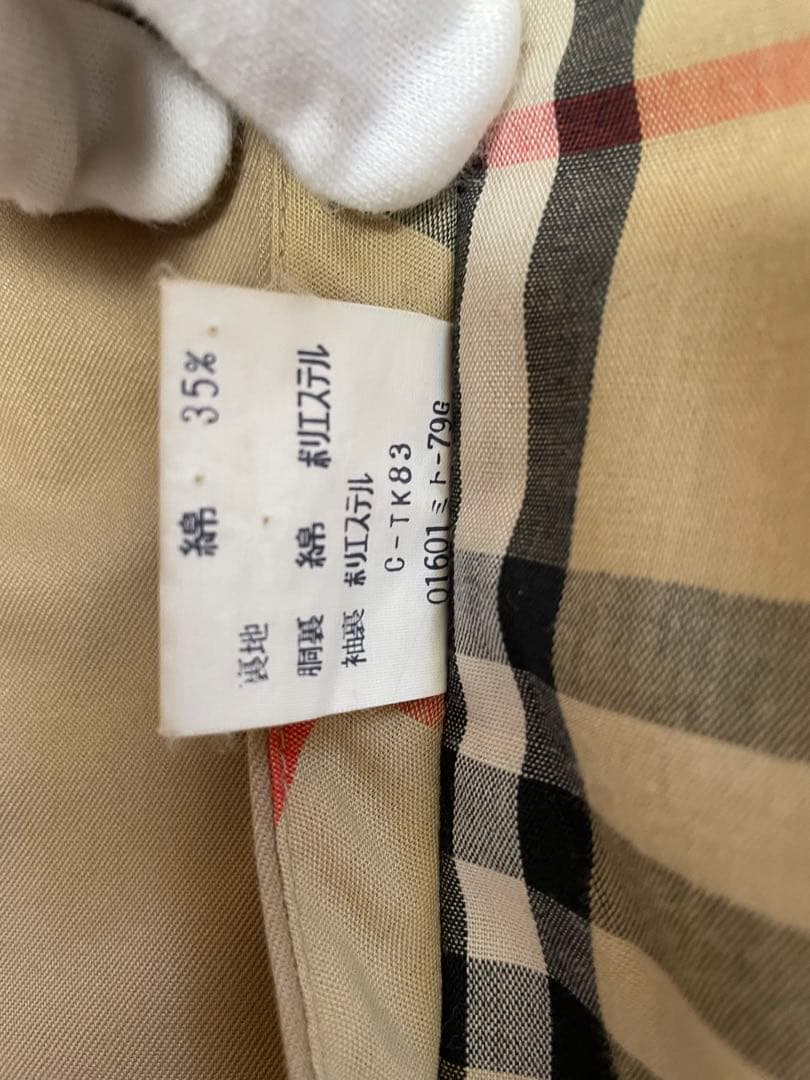 綿 35%
裏地
胴裏 綿 ポリエステル
袖裏 ポリエステル
C-TK83
01601ミト-79G